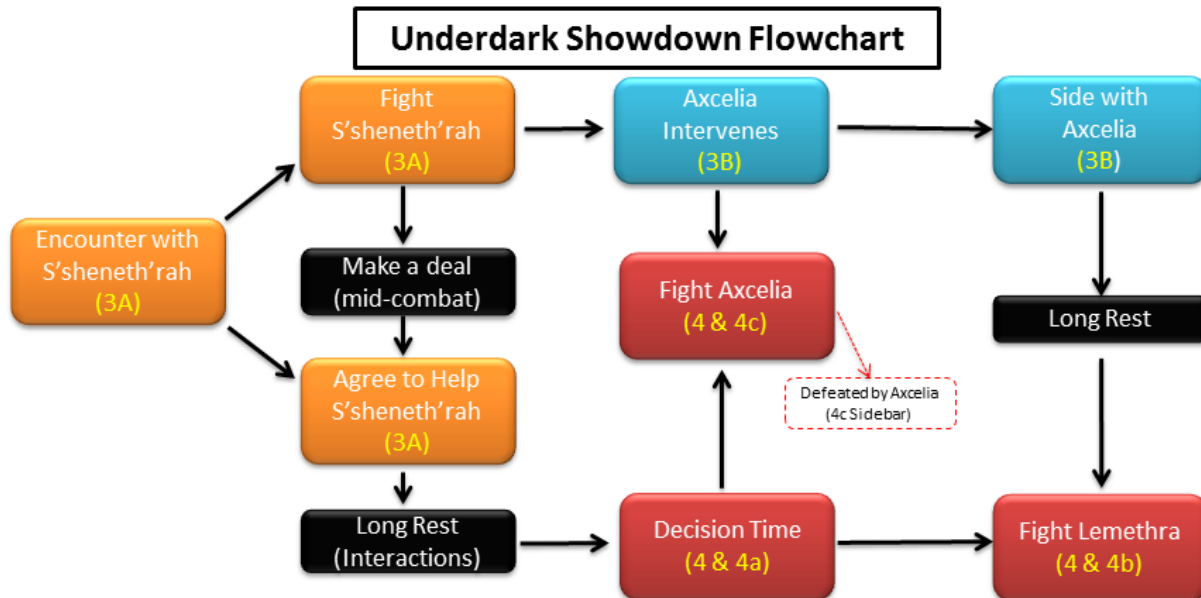 Underdark Showdown Flowchart
Fight
S'sheneth'rah
(3A)
Axcelia
Intervenes
(3B)
Side with
Axcelia
(3B)
Encounter with
S'sheneth'rah
(3A)
Make a deal
(mid-combat)
Fight Axcelia
(4 & 4c)
Long Rest
Agree to Help
S'sheneth'rah
(3A)
Defeated by Axcelia
(4c Sidebar)
Long Rest
(Interactions)
Decision Time
(4 & 4a)
Fight Lemethra
(4 & 4b)